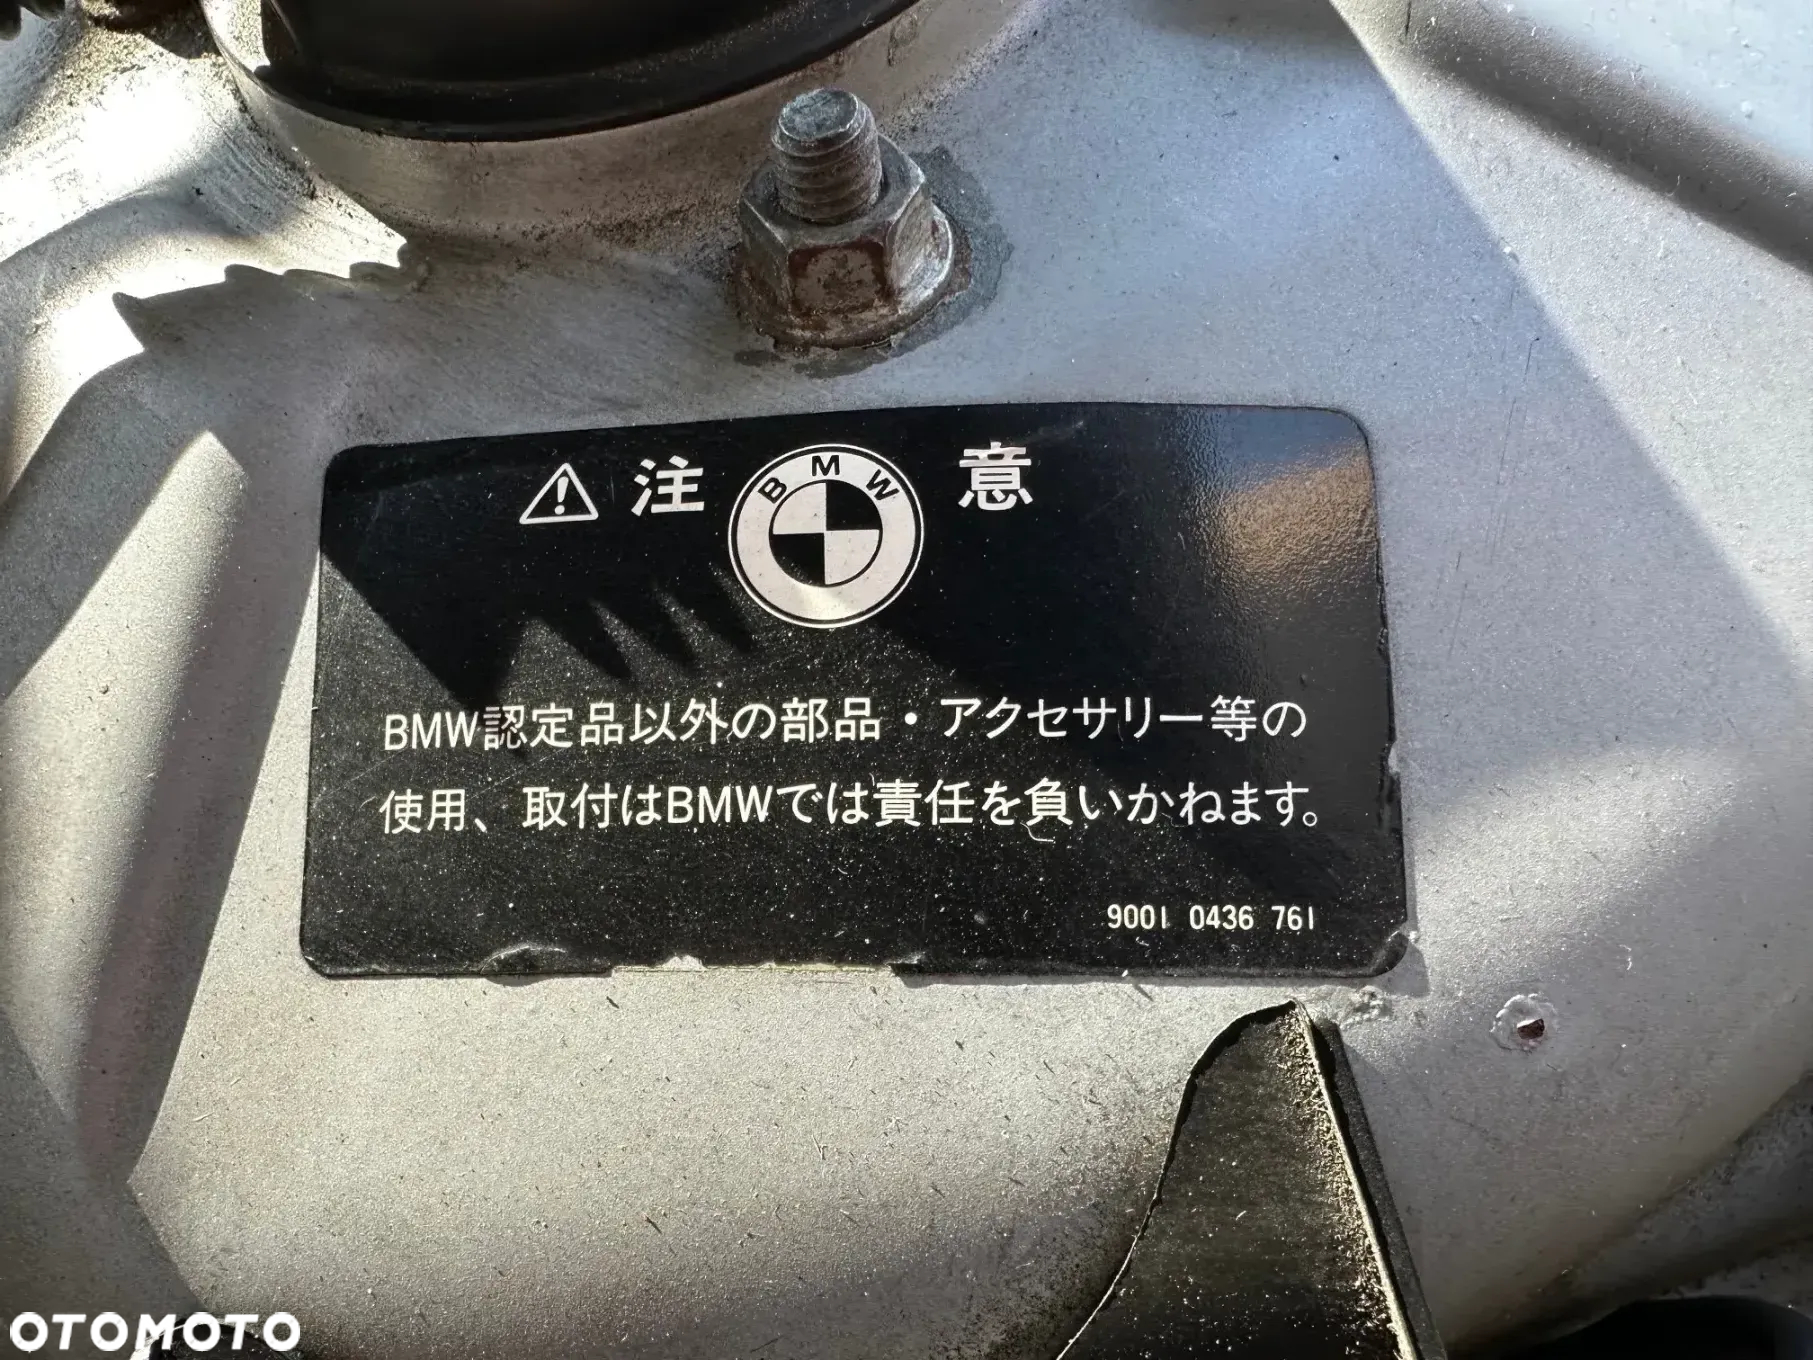 注 意
BMW
BMW認定品以外の部品・アクセサリー等の
使用、取付はBMWでは責任を負いかねます。
9001 0436 761
OTOMOTO